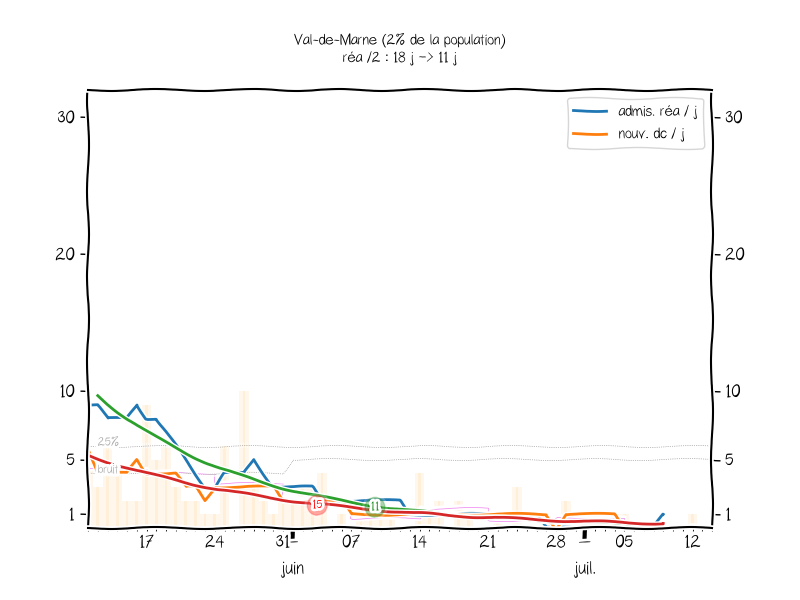 Val-de-Marne (2% de la population)
réa /2 : 18 j -> 11 j
admis. réa / j
nouv. dc / j
30
30
20
20
10
10
25%
5
5
bruit
15
11
1
1
17 24 31 07 14 21 28 05 12
juin juil.